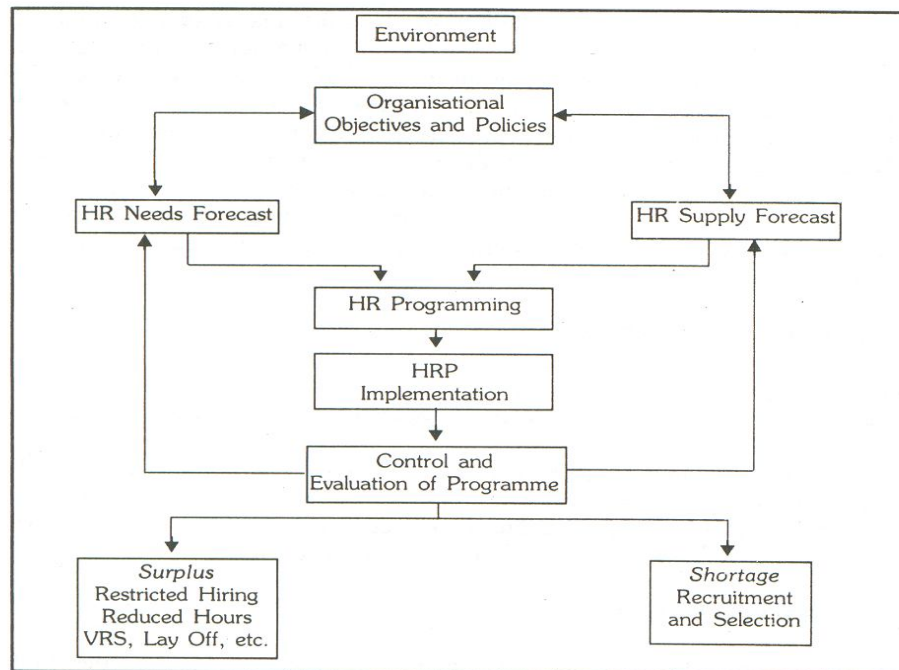 Environment
Organisational
Objectives and Policies
HR Needs Forecast
HR Supply Forecast
HR Programming
HRP
Implementation
Control and
Evaluation of Programme
Surplus
Restricted Hiring
Reduced Hours
VRS, Lay Off, etc.
Shortage
Recruitment
and Selection